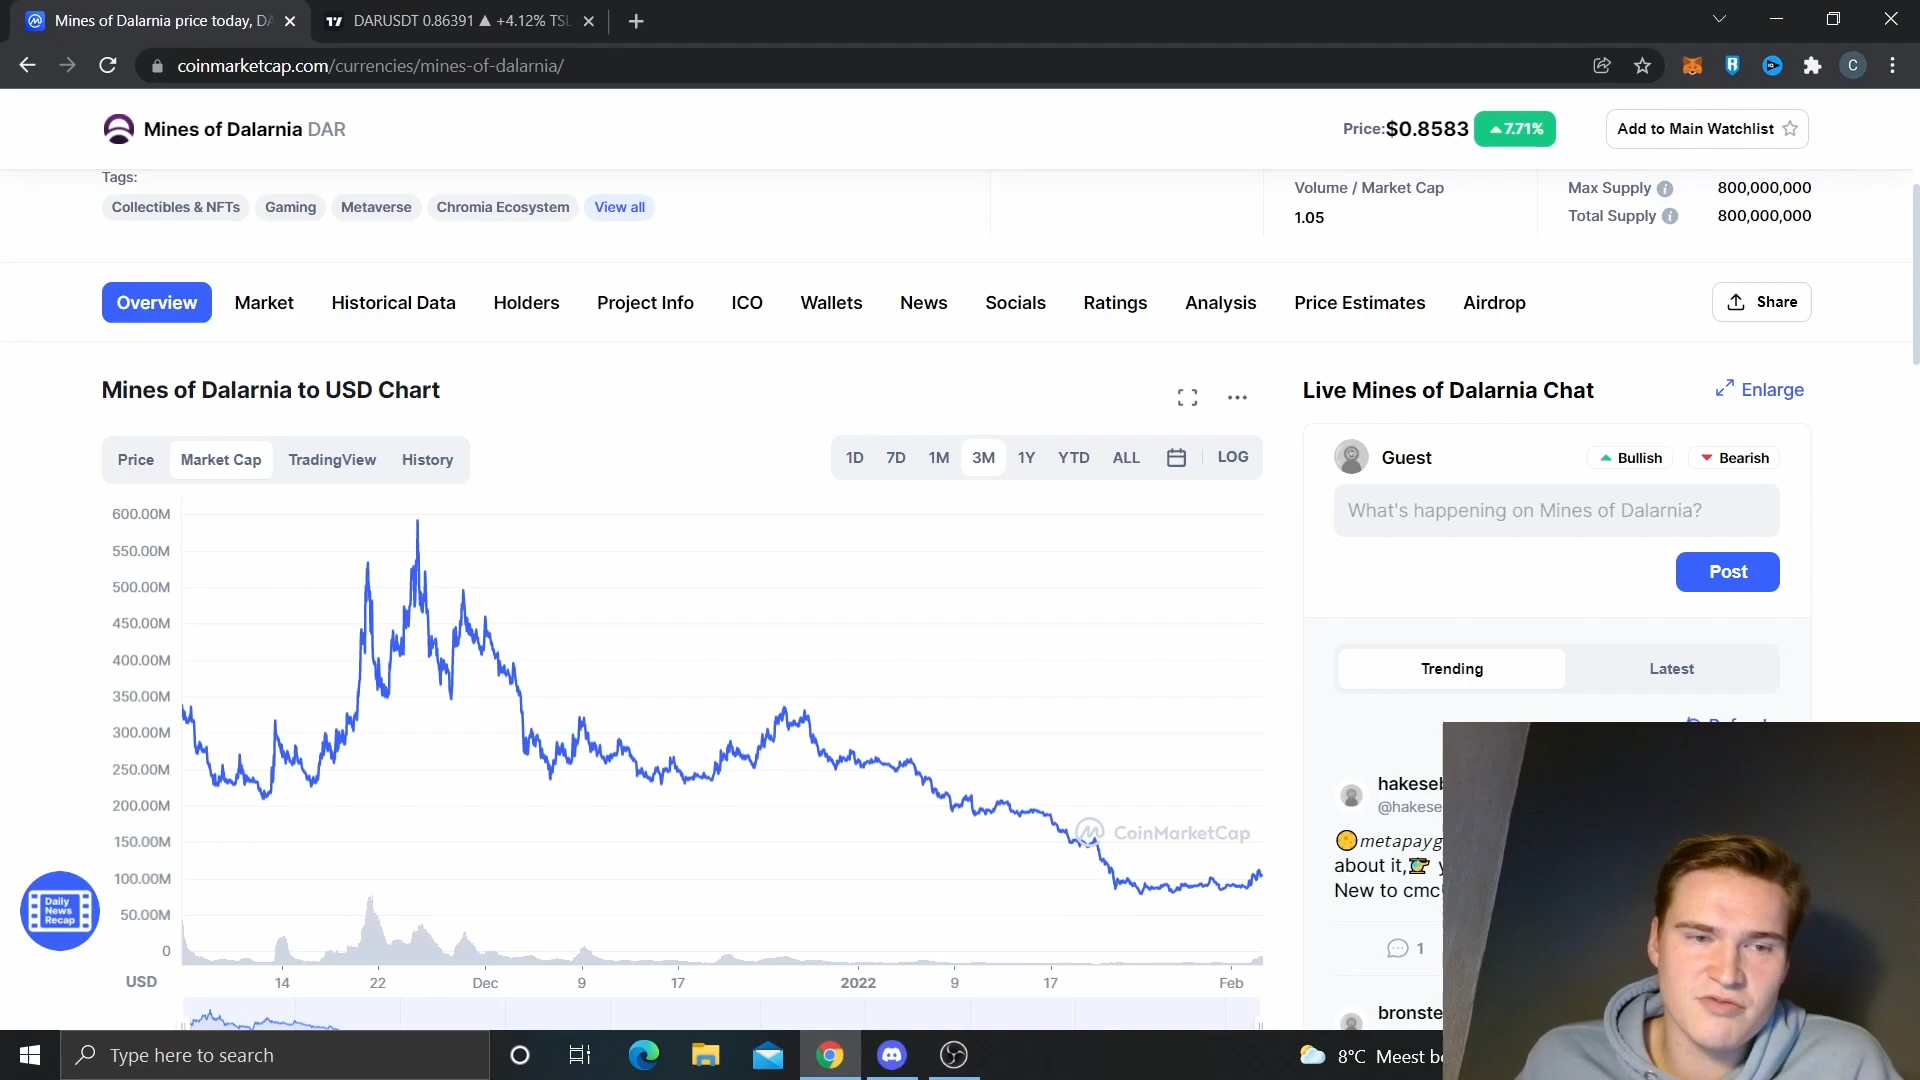 Mines of Dalarnia price today, DA
DARUSDT 0.86391 ▲ +4.12% TSL
coinmarketcap.com/currencies/mines-of-dalarnia/
C
Mines of Dalarnia DAR
Price:$0.8583 7.71%
Add to Main Watchlist
Tags:
Collectibles & NFTs Gaming Metaverse Chromia Ecosystem View all
Volume / Market Cap
1.05
Max Supply 800,000,000
Total Supply 800,000,000
Overview Market Historical Data Holders Project Info ICO Wallets News Socials Ratings Analysis Price Estimates Airdrop
Share
Mines of Dalarnia to USD Chart
Price Market Cap TradingView History
1D 7D 1M 3M 1Y YTD ALL LOG
600.00M
550.00M
500.00M
450.00M
400.00M
350.00M
300.00M
250.00M
200.00M
150.00M
100.00M
50.00M
0
CoinMarketCap
USD 14 22 Dec 9 17 2022 9 17 Feb
Daily
News
Recap
Live Mines of Dalarnia Chat
Enlarge
Guest
Bullish
Bearish
What's happening on Mines of Dalarnia?
Post
Trending Latest
hakeseb
@hakese
metapayg
about it, y
New to cmc
1
bronste
Type here to search
8°C Meest b